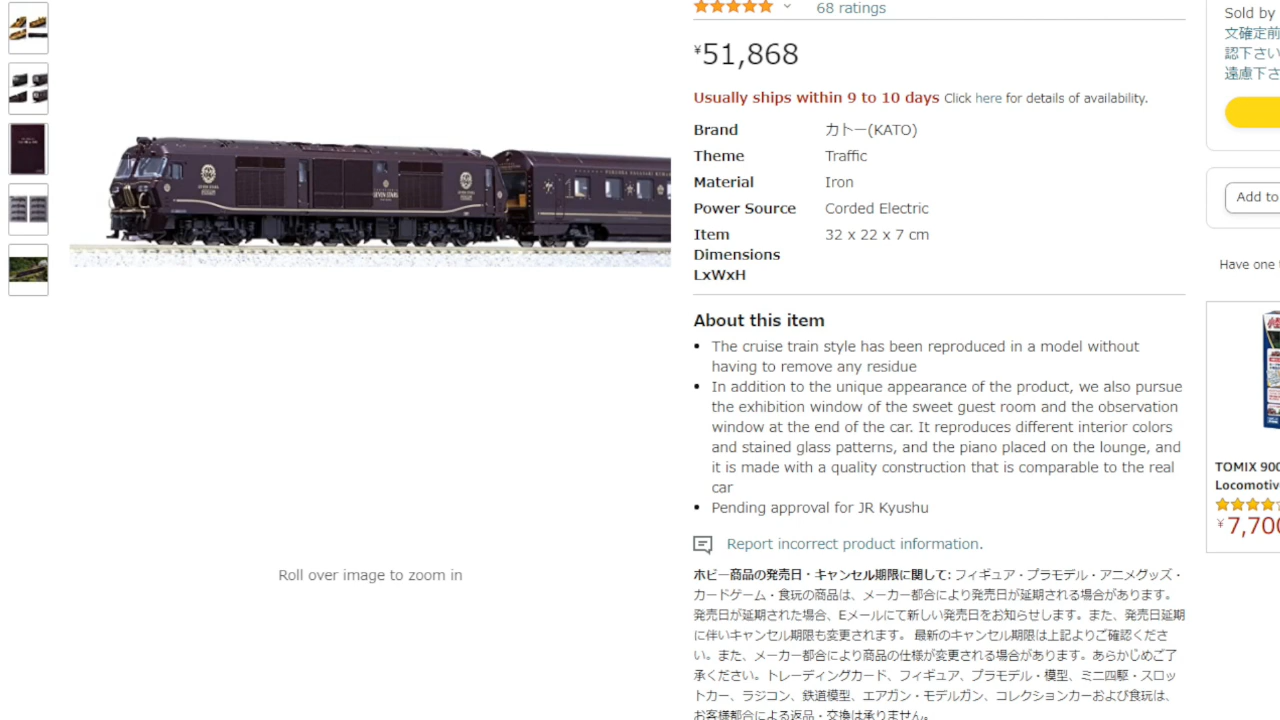 68 ratings
¥51,868
Usually ships within 9 to 10 days Click here for details of availability.
Brand カトー(KATO)
Theme Traffic
Material Iron
Power Source Corded Electric
Item 32 x 22 x 7 cm
Dimensions
LxWxH
About this item
The cruise train style has been reproduced in a model without
having to remove any residue
In addition to the unique appearance of the product, we also pursue
the exhibition window of the sweet guest room and the observation
window at the end of the car. It reproduces different interior colors
and stained glass patterns, and the piano placed on the lounge, and
it is made with a quality construction that is comparable to the real
car
Pending approval for JR Kyushu
Report incorrect product information.
ホビー商品の発売日・キャンセル期限に関して: フィギュア・プラモデル・アニメグッズ・
カードゲーム・食玩の商品は、メーカー都合により発売日が延期される場合があります。
発売日が延期された場合、Eメールにて新しい発売日をお知らせします。また、発売日延期
に伴いキャンセル期限も変更されます。 最新のキャンセル期限は上記よりご確認くださ
い。また、メーカー都合により商品の仕様が変更される場合があります。あらかじめご了
承ください。トレーディングカード、フィギュア、プラモデル・模型、ミニ四駆・スロッ
トカー、ラジコン、鉄道模型、エアガン・モデルガン、コレクションカーおよび食玩は、
お客様都合による返品・交換は承りません。
Roll over image to zoom in
SEVEN STARS
SEVEN STARS
Sold by
文確定前
認下さい
遠慮下さ
Add to
Have one
TOMIX 900
Locomotiv
¥7,700